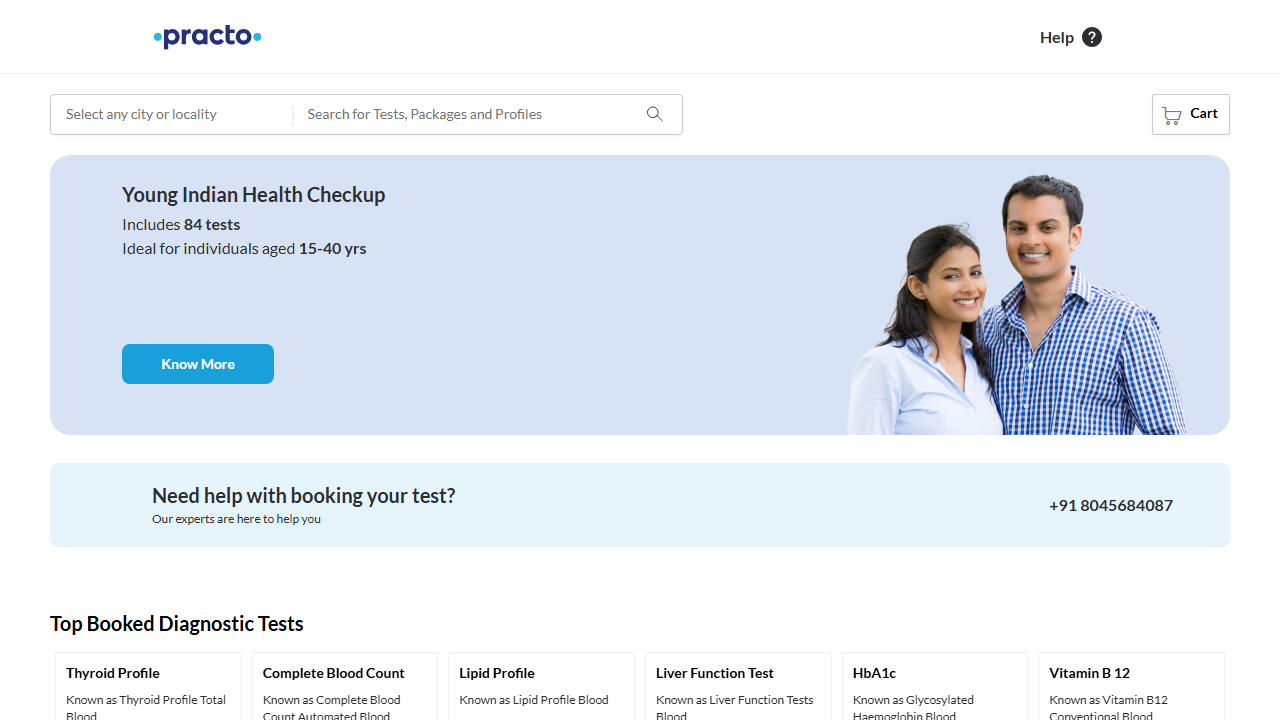 practo
Help ?
Select any city or locality
Search for Tests, Packages and Profiles
Cart
Young Indian Health Checkup
Includes 84 tests
Ideal for individuals aged 15-40 yrs
Know More
Need help with booking your test?
Our experts are here to help you
+91 8045684087
Top Booked Diagnostic Tests
Thyroid Profile
Known as Thyroid Profile Total
Blood
Complete Blood Count
Known as Complete Blood
Count Automated Blood
Lipid Profile
Known as Lipid Profile Blood
Liver Function Test
Known as Liver Function Tests
Blood
HbA1c
Known as Glycosylated
Haemoglobin Blood
Vitamin B 12
Known as Vitamin B12
Conventional Blood